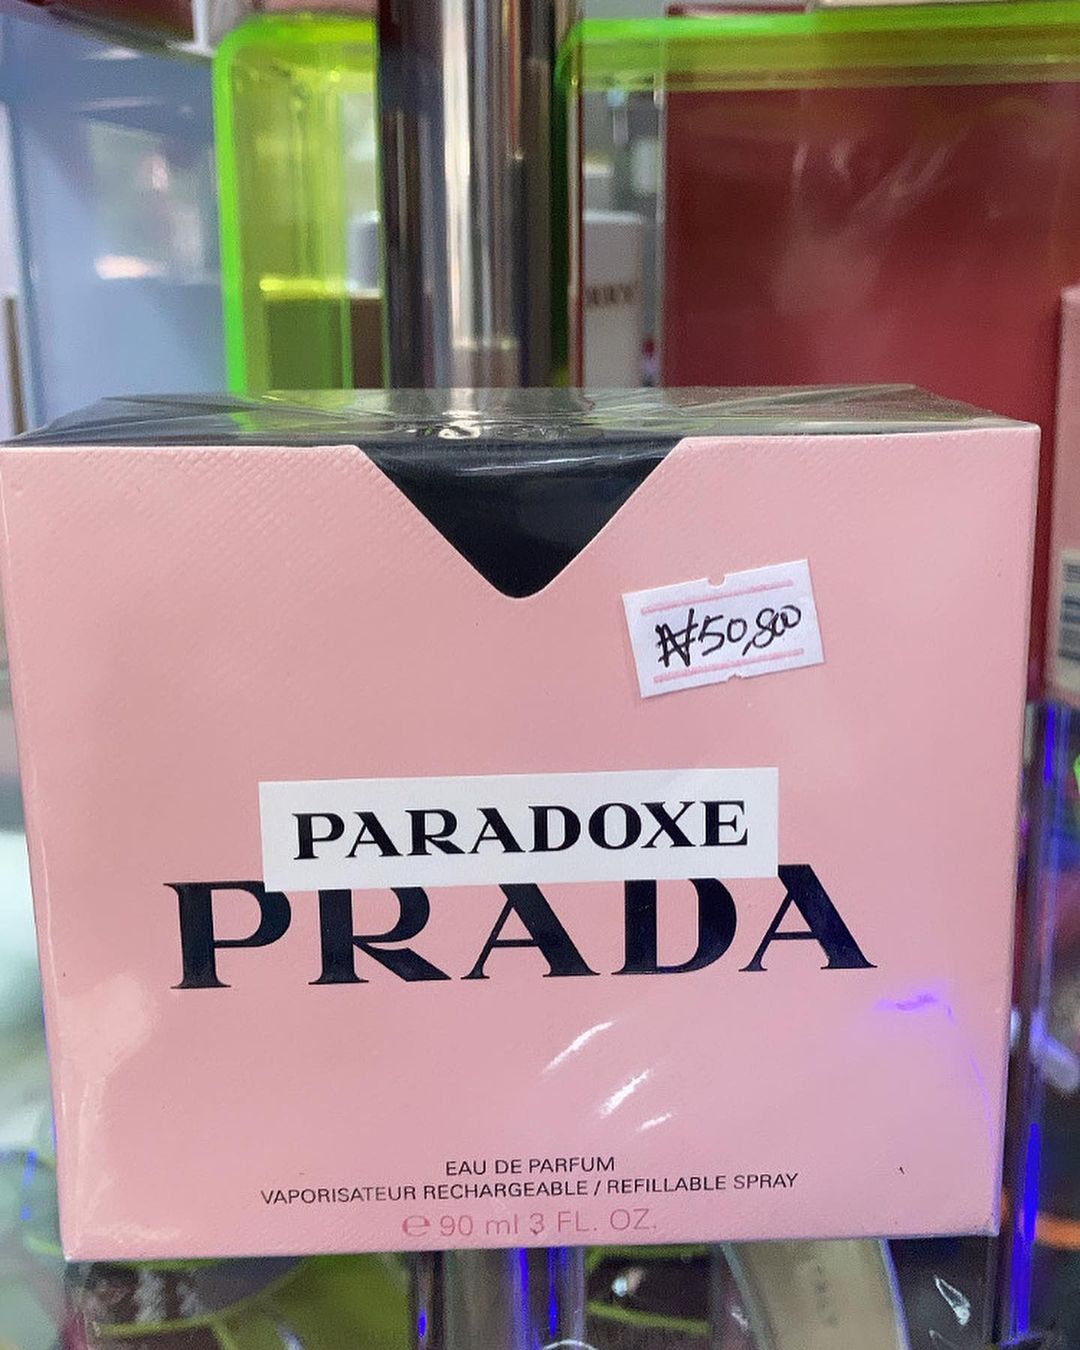 ₦50,800
PARADOXE
PRADA
EAU DE PARFUM
VAPORISATEUR RECHARGEABLE / REFILLABLE SPRAY
℮ 90 ml 3 FL. OZ.